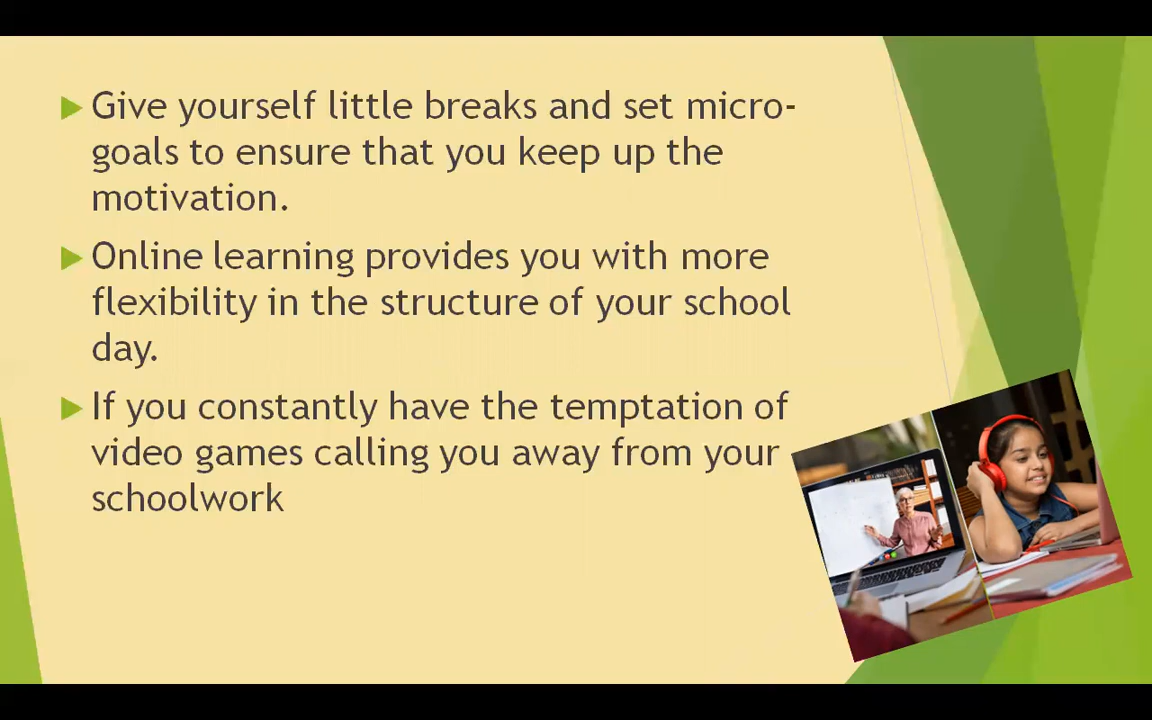 Give yourself little breaks and set micro-
goals to ensure that you keep up the
motivation.
Online learning provides you with more
flexibility in the structure of your school
day.
If you constantly have the temptation of
video games calling you away from your
schoolwork